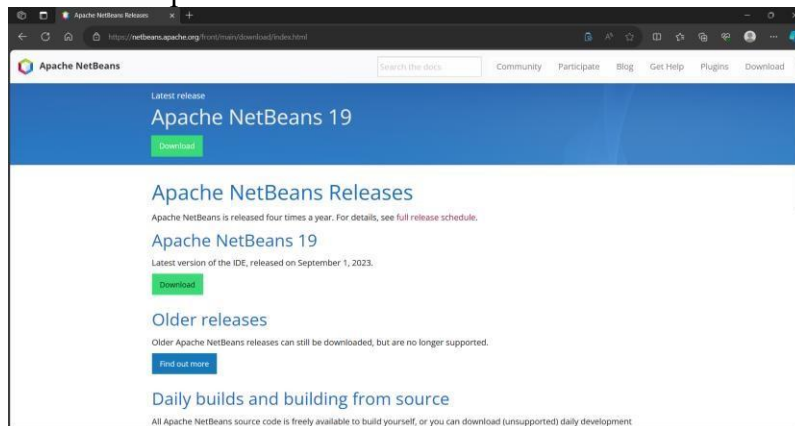 Apache NetBeans Releases
https://netbeans.apache.org/front/main/download/index.html
Apache NetBeans
Search the docs
Community Participate Blog Get Help Plugins Download
Latest release
Apache NetBeans 19
Download
Apache NetBeans Releases
Apache NetBeans is released four times a year. For details, see full release schedule.
Apache NetBeans 19
Latest version of the IDE, released on September 1, 2023.
Download
Older releases
Older Apache NetBeans releases can still be downloaded, but are no longer supported.
Find out more
Daily builds and building from source
All Apache NetBeans source code is freely available to build yourself, or you can download (unsupported) daily development